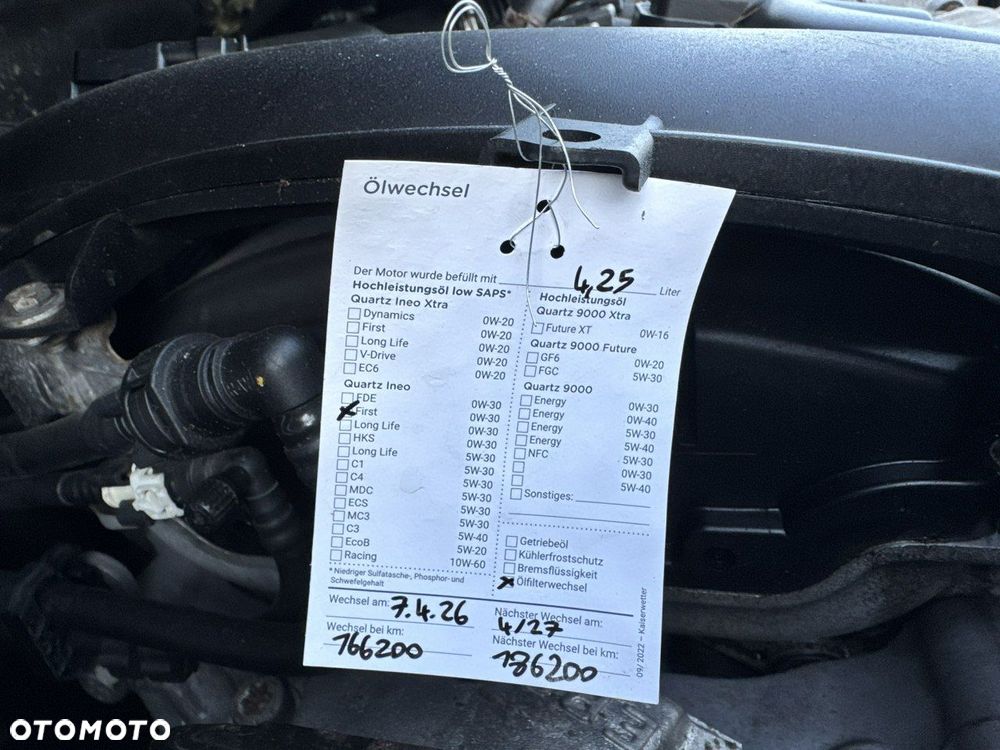 Ölwechsel
Der Motor wurde befüllt mit 4,25 Liter
Hochleistungsöl low SAPS*
Quartz Ineo Xtra
Dynamics 0W-20
First 0W-20
Long Life 0W-20
V-Drive 0W-20
EC6 0W-20
Quartz Ineo
FDE 0W-30
x First 0W-30
Long Life 0W-30
HKS 0W-30
Long Life 5W-30
C1 5W-30
C4 5W-30
MDC 5W-30
ECS 5W-30
MC3 5W-30
C3 5W-40
EcoB 5W-20
Racing 10W-60
* Niedriger Sulfatasche-, Phosphor- und
Schwefelgehalt
Hochleistungsöl
Quartz 9000 Xtra
Future XT 0W-16
Quartz 9000 Future
GF6 0W-20
FGC 5W-30
Quartz 9000
Energy 0W-30
Energy 0W-40
Energy 5W-30
Energy 5W-40
NFC 5W-30
0W-30
5W-40
Sonstiges:
Getriebeöl
Kühlerfrostschutz
Bremsflüssigkeit
x Ölfilterwechsel
Wechsel am: 7.4.26
Nächster Wechsel am:
4/27
Wechsel bei km:
166200
Nächster Wechsel bei km:
186200
09/2022 – Kaiserwetter
OTOMOTO